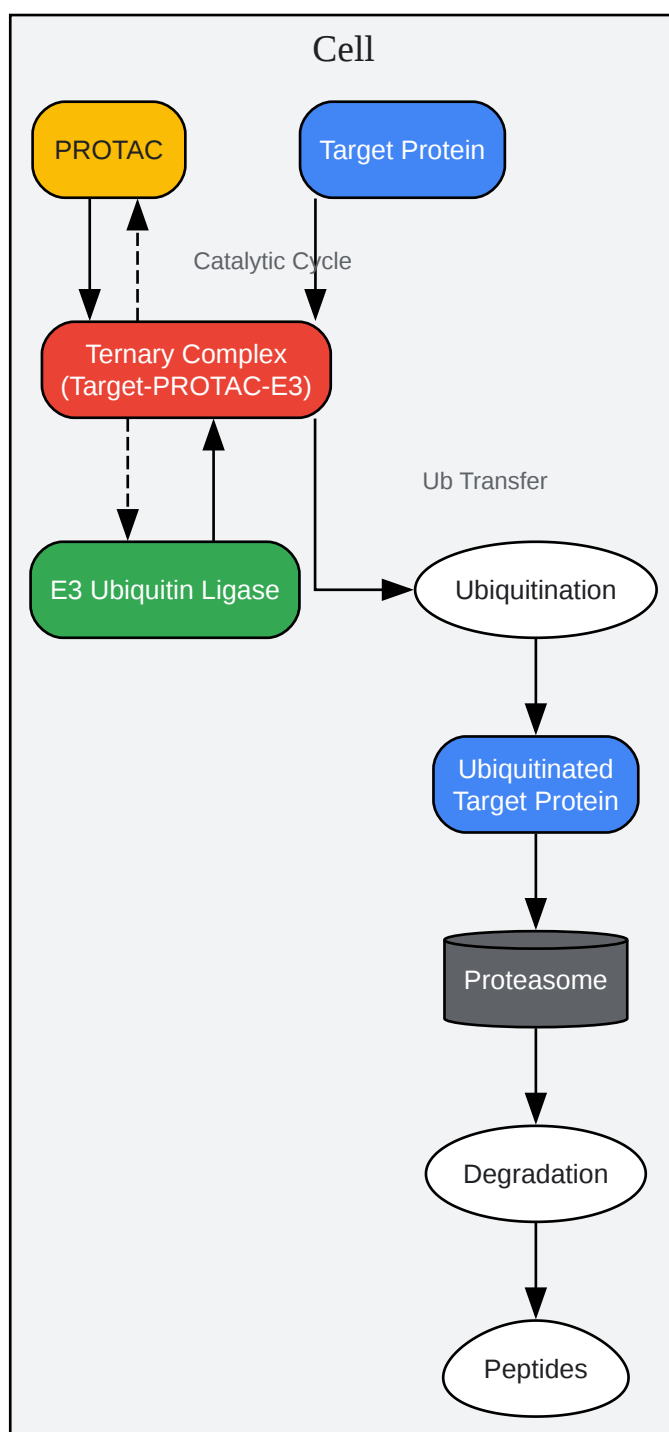 Cell
PROTAC
Target Protein
Catalytic Cycle
Ternary Complex
(Target-PROTAC-E3)
Ub Transfer
E3 Ubiquitin Ligase
Ubiquitination
Ubiquitinated
Target Protein
Proteasome
Degradation
Peptides